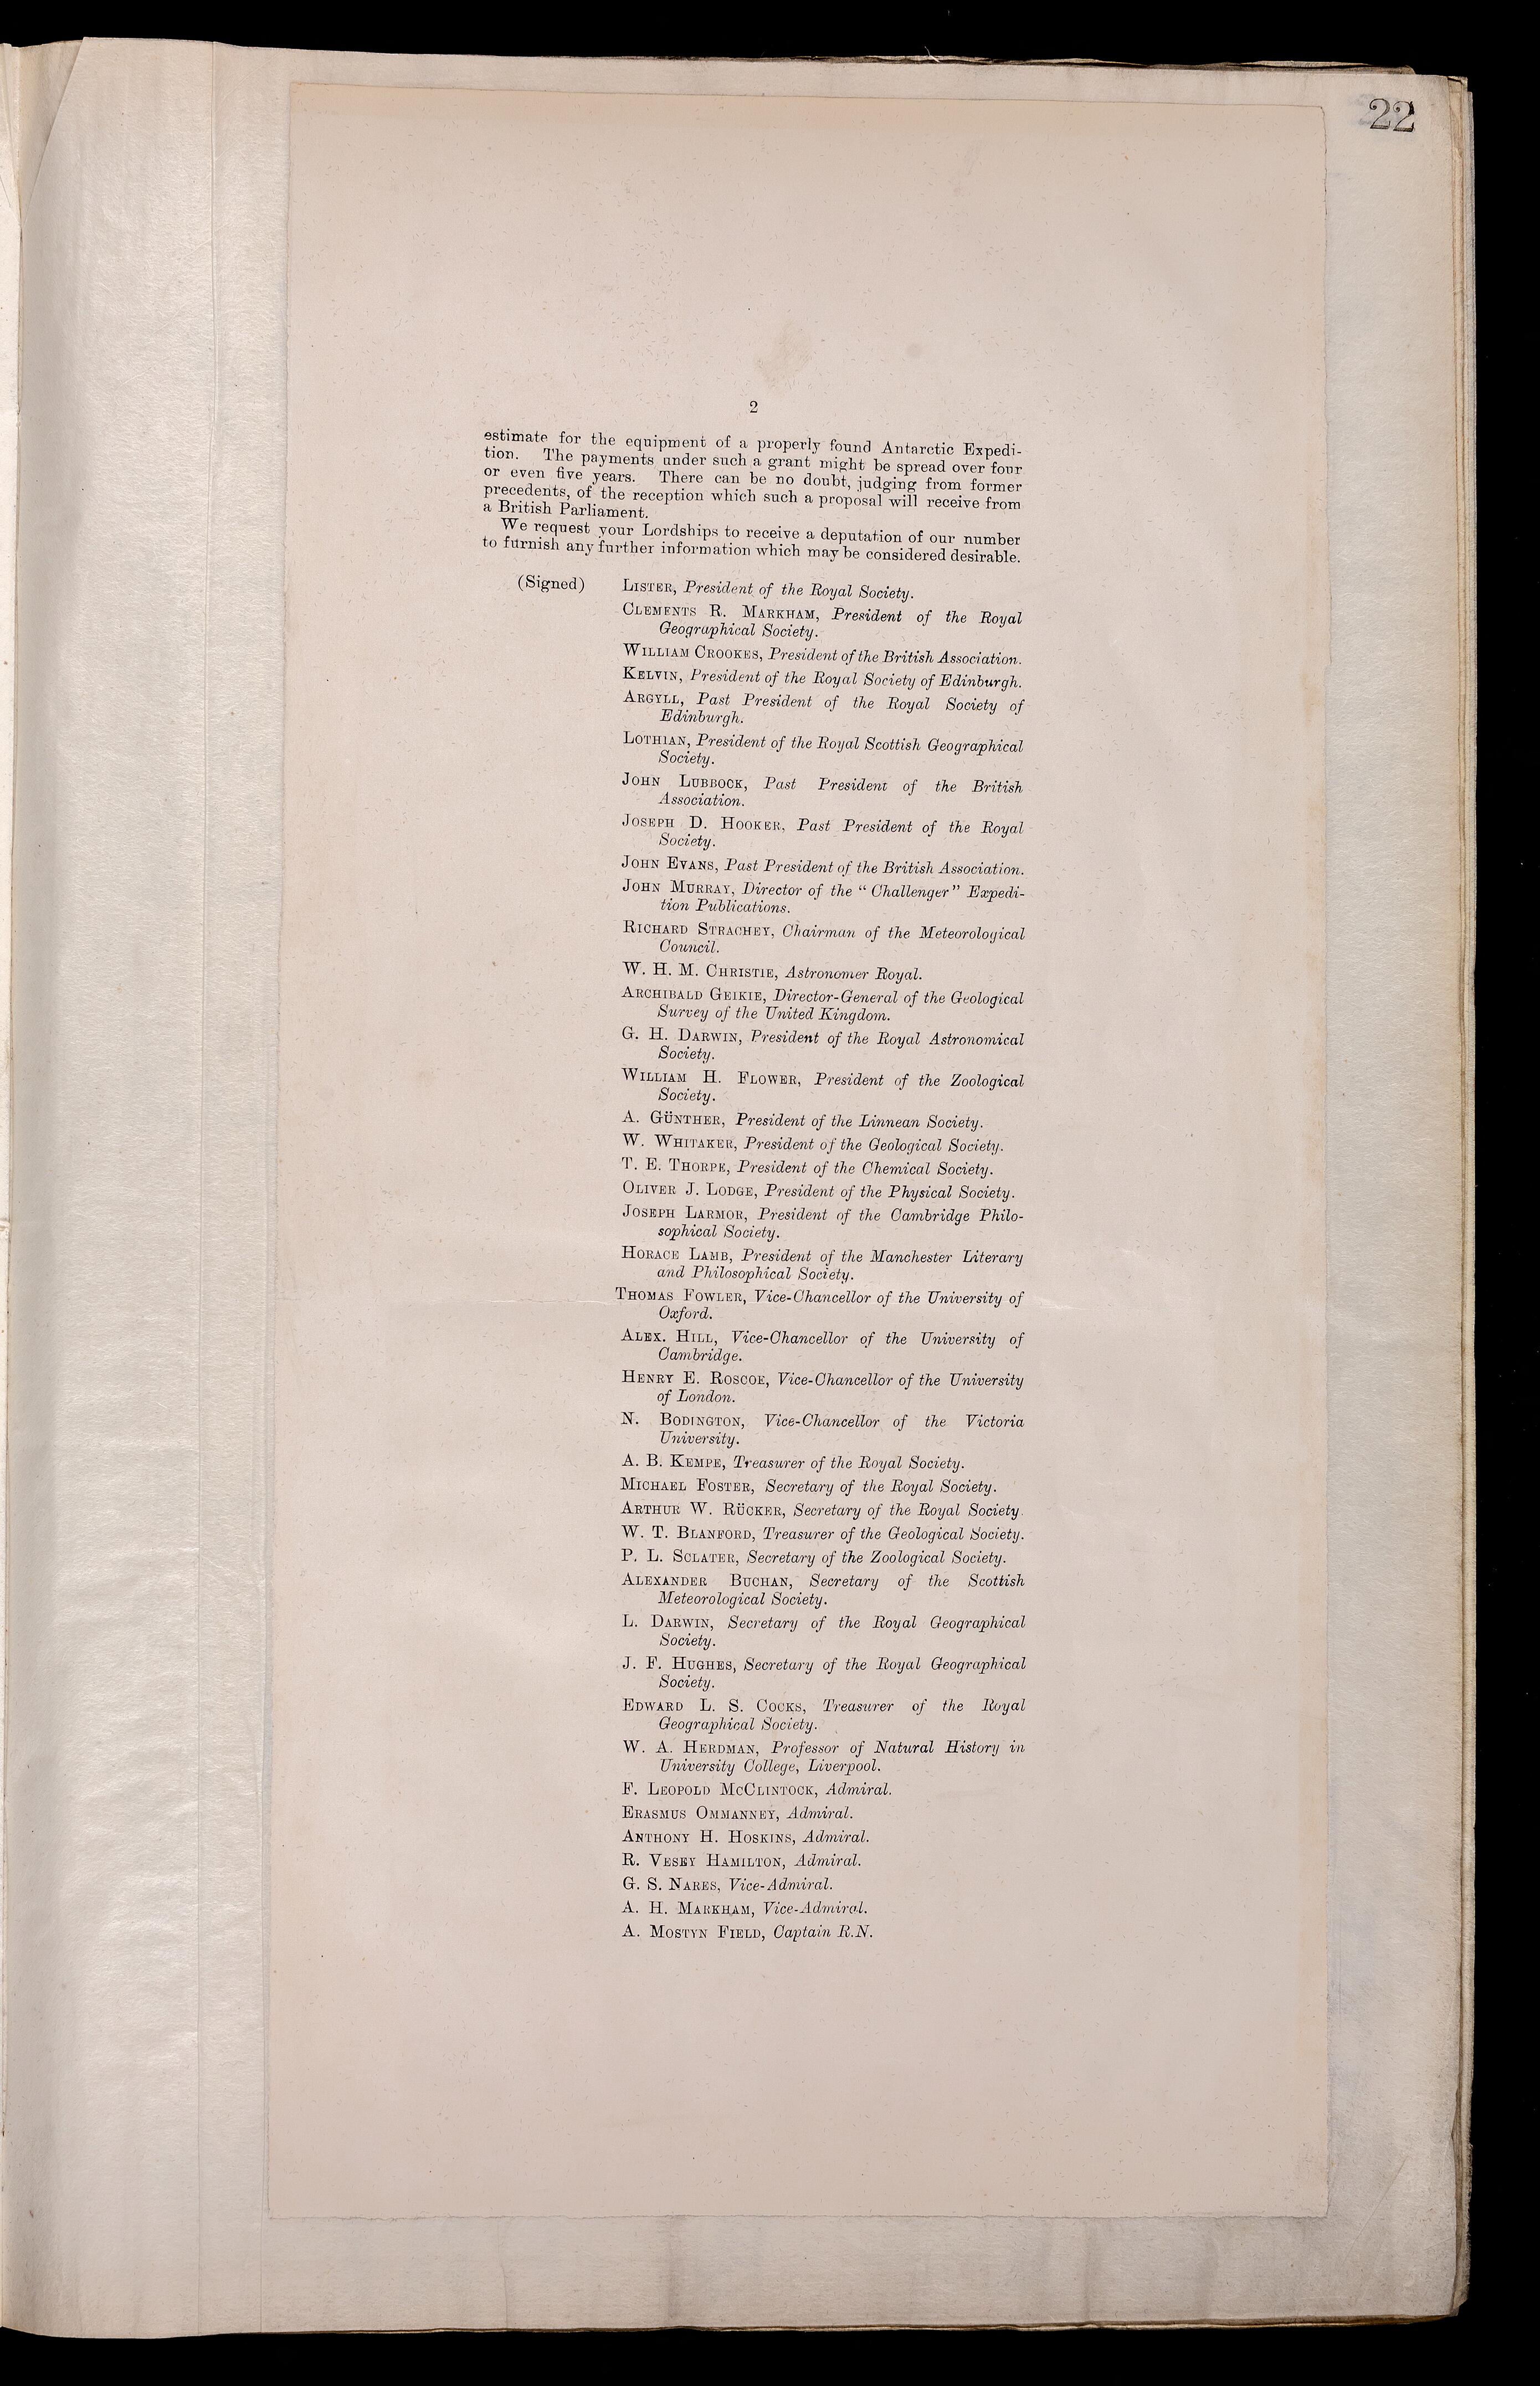 22
2
estimate for the equipment of a properly found Antarctic Expedi-
tion. The payments under such a grant might be spread over four
or even five years. There can be no doubt, judging from former
precedents, of the reception which such a proposal will receive from
a British Parliament.
We request your Lordships to receive a deputation of our number
to furnish any further information which may be considered desirable.
(Signed) LISTER, President of the Royal Society.
CLEMENTS R. MARKHAM, President of the Royal
Geographical Society.
WILLIAM CROOKES, President of the British Association.
KELVIN, President of the Royal Society of Edinburgh.
ARGYLL, Past President of the Royal Society of
Edinburgh.
LOTHIAN, President of the Royal Scottish Geographical
Society.
JOHN LUBBOCK, Past President of the British
Association.
JOSEPH D. HOOKER, Past President of the Royal
Society.
JOHN EVANS, Past President of the British Association.
JOHN MURRAY, Director of the “Challenger” Expedi-
tion Publications.
RICHARD STRACHEY, Chairman of the Meteorological
Council.
W. H. M. CHRISTIE, Astronomer Royal.
ARCHIBALD GEIKIE, Director-General of the Geological
Survey of the United Kingdom.
G. H. DARWIN, President of the Royal Astronomical
Society.
WILLIAM H. FLOWER, President of the Zoological
Society.
A. GÜNTHER, President of the Linnean Society.
W. WHITAKER, President of the Geological Society.
T. E. THORPE, President of the Chemical Society.
OLIVER J. LODGE, President of the Physical Society.
JOSEPH LARMOR, President of the Cambridge Philo-
sophical Society.
HORACE LAMB, President of the Manchester Literary
and Philosophical Society.
THOMAS FOWLER, Vice-Chancellor of the University of
Oxford.
ALEX. HILL, Vice-Chancellor of the University of
Cambridge.
HENRY E. ROSCOE, Vice-Chancellor of the University
of London.
N. BODINGTON, Vice-Chancellor of the Victoria
University.
A. B. KEMPE, Treasurer of the Royal Society.
MICHAEL FOSTER, Secretary of the Royal Society.
ARTHUR W. RÜCKER, Secretary of the Royal Society.
W. T. BLANFORD, Treasurer of the Geological Society.
P. L. SCLATER, Secretary of the Zoological Society.
ALEXANDER BUCHAN, Secretary of the Scottish
Meteorological Society.
L. DARWIN, Secretary of the Royal Geographical
Society.
J. F. HUGHES, Secretary of the Royal Geographical
Society.
EDWARD L. S. COCKS, Treasurer of the Royal
Geographical Society.
W. A. HERDMAN, Professor of Natural History in
University College, Liverpool.
F. LEOPOLD MCCLINTOCK, Admiral.
ERASMUS OMMANNEY, Admiral.
ANTHONY H. HOSKINS, Admiral.
R. VESEY HAMILTON, Admiral.
G. S. NARES, Vice-Admiral.
A. H. MARKHAM, Vice-Admiral.
A. MOSTYN FIELD, Captain R.N.